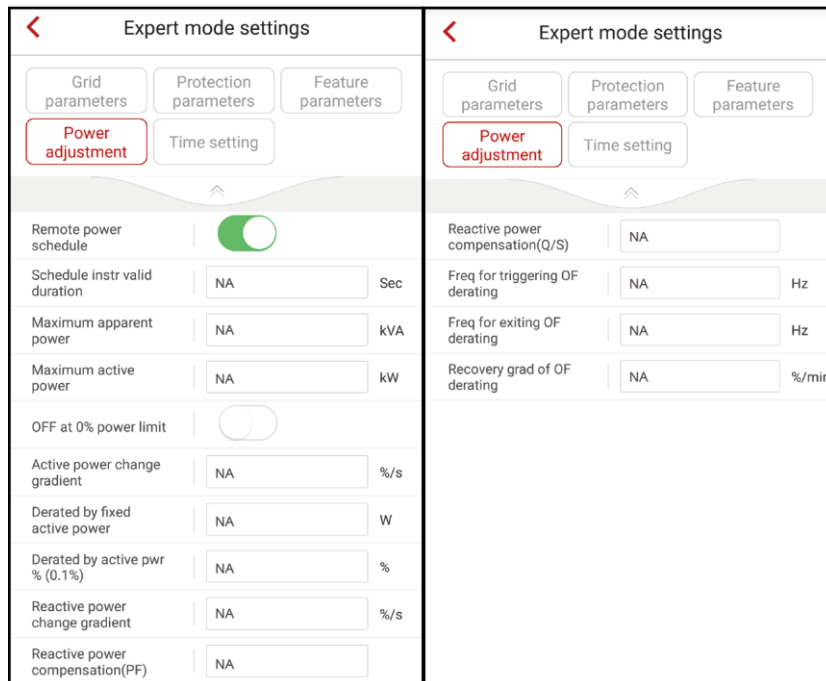 Expert mode settings
Grid
parameters
Protection
parameters
Feature
parameters
Power
adjustment
Time setting
Remote power
schedule
Schedule instr valid
duration
NA
Sec
Maximum apparent
power
NA
kVA
Maximum active
power
NA
kW
OFF at 0% power limit
Active power change
gradient
NA
%/s
Derated by fixed
active power
NA
W
Derated by active pwr
% (0.1%)
NA
%
Reactive power
change gradient
NA
%/s
Reactive power
compensation(PF)
NA
Expert mode settings
Grid
parameters
Protection
parameters
Feature
parameters
Power
adjustment
Time setting
Reactive power
compensation(Q/S)
NA
Freq for triggering OF
derating
NA
Hz
Freq for exiting OF
derating
NA
Hz
Recovery grad of OF
derating
NA
%/min